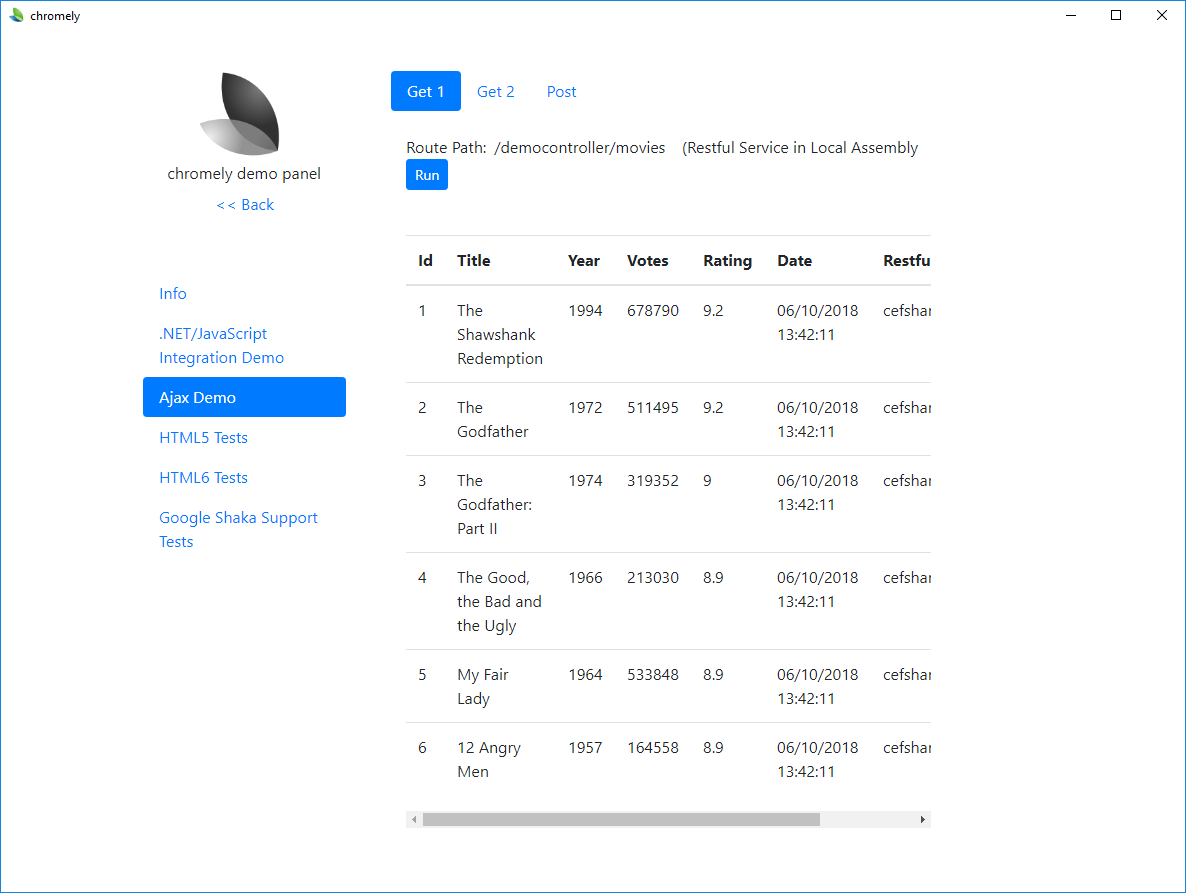 chromely
chromely demo panel
<< Back
Info
.NET/JavaScript
Integration Demo
Ajax Demo
HTML5 Tests
HTML6 Tests
Google Shaka Support
Tests
Get 1 Get 2 Post
Route Path: /democontroller/movies (Restful Service in Local Assembly
Run
Id Title Year Votes Rating Date Restfu
1 The 1994 678790 9.2 06/10/2018 cefshar
Shawshank 13:42:11
Redemption
2 The 1972 511495 9.2 06/10/2018 cefshar
Godfather 13:42:11
3 The 1974 319352 9 06/10/2018 cefshar
Godfather: 13:42:11
Part II
4 The Good, 1966 213030 8.9 06/10/2018 cefshar
the Bad and 13:42:11
the Ugly
5 My Fair 1964 533848 8.9 06/10/2018 cefshar
Lady 13:42:11
6 12 Angry 1957 164558 8.9 06/10/2018 cefshar
Men 13:42:11